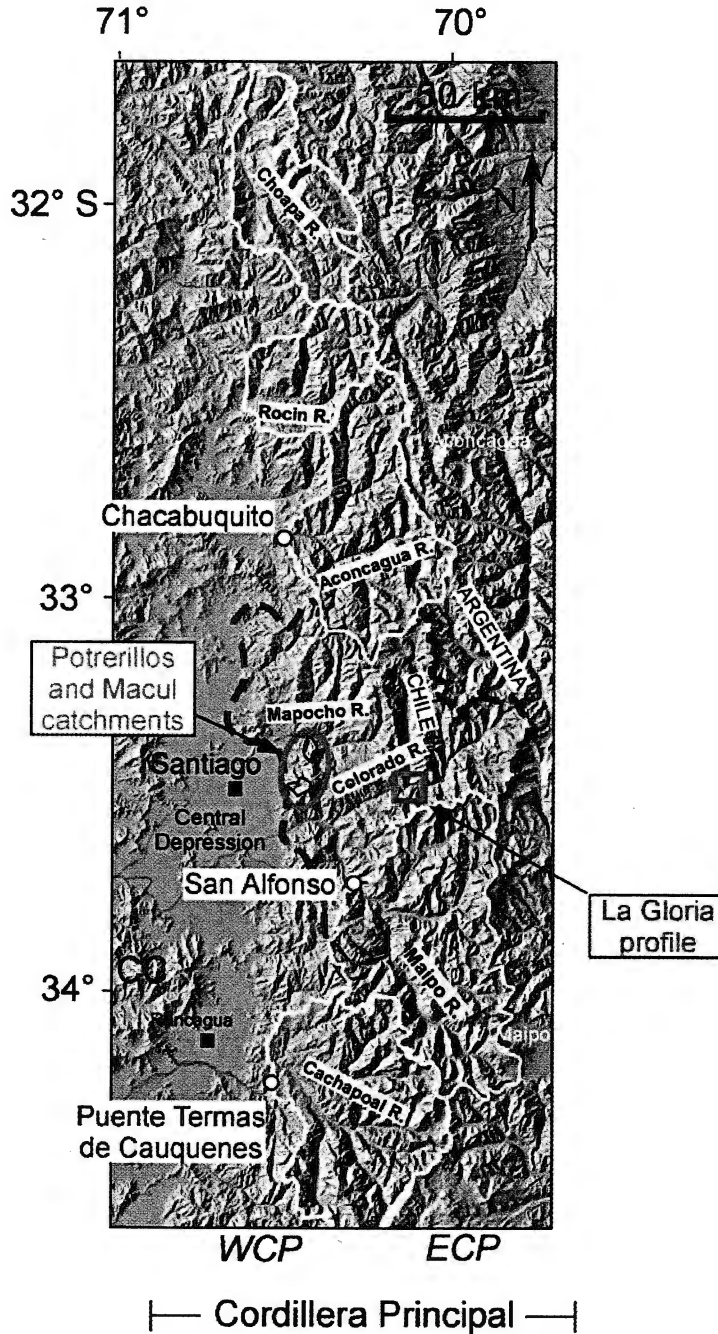 71°
70°
50 km
32° S
N
Choapa R.
Rocin R.
Aconcagua
Chacabuquito
Aconcagua R.
33°
ARGENTINA
Potrerillos
and Macul
catchments
CHILE
Mapocho R.
Colorado R.
Santiago
Central
Depression
San Alfonso
La Gloria
profile
34°
Maipo R.
Rancagua
Maipo
Cachapoal R.
Puente Termas
de Cauquenes
WCP
ECP
Cordillera Principal